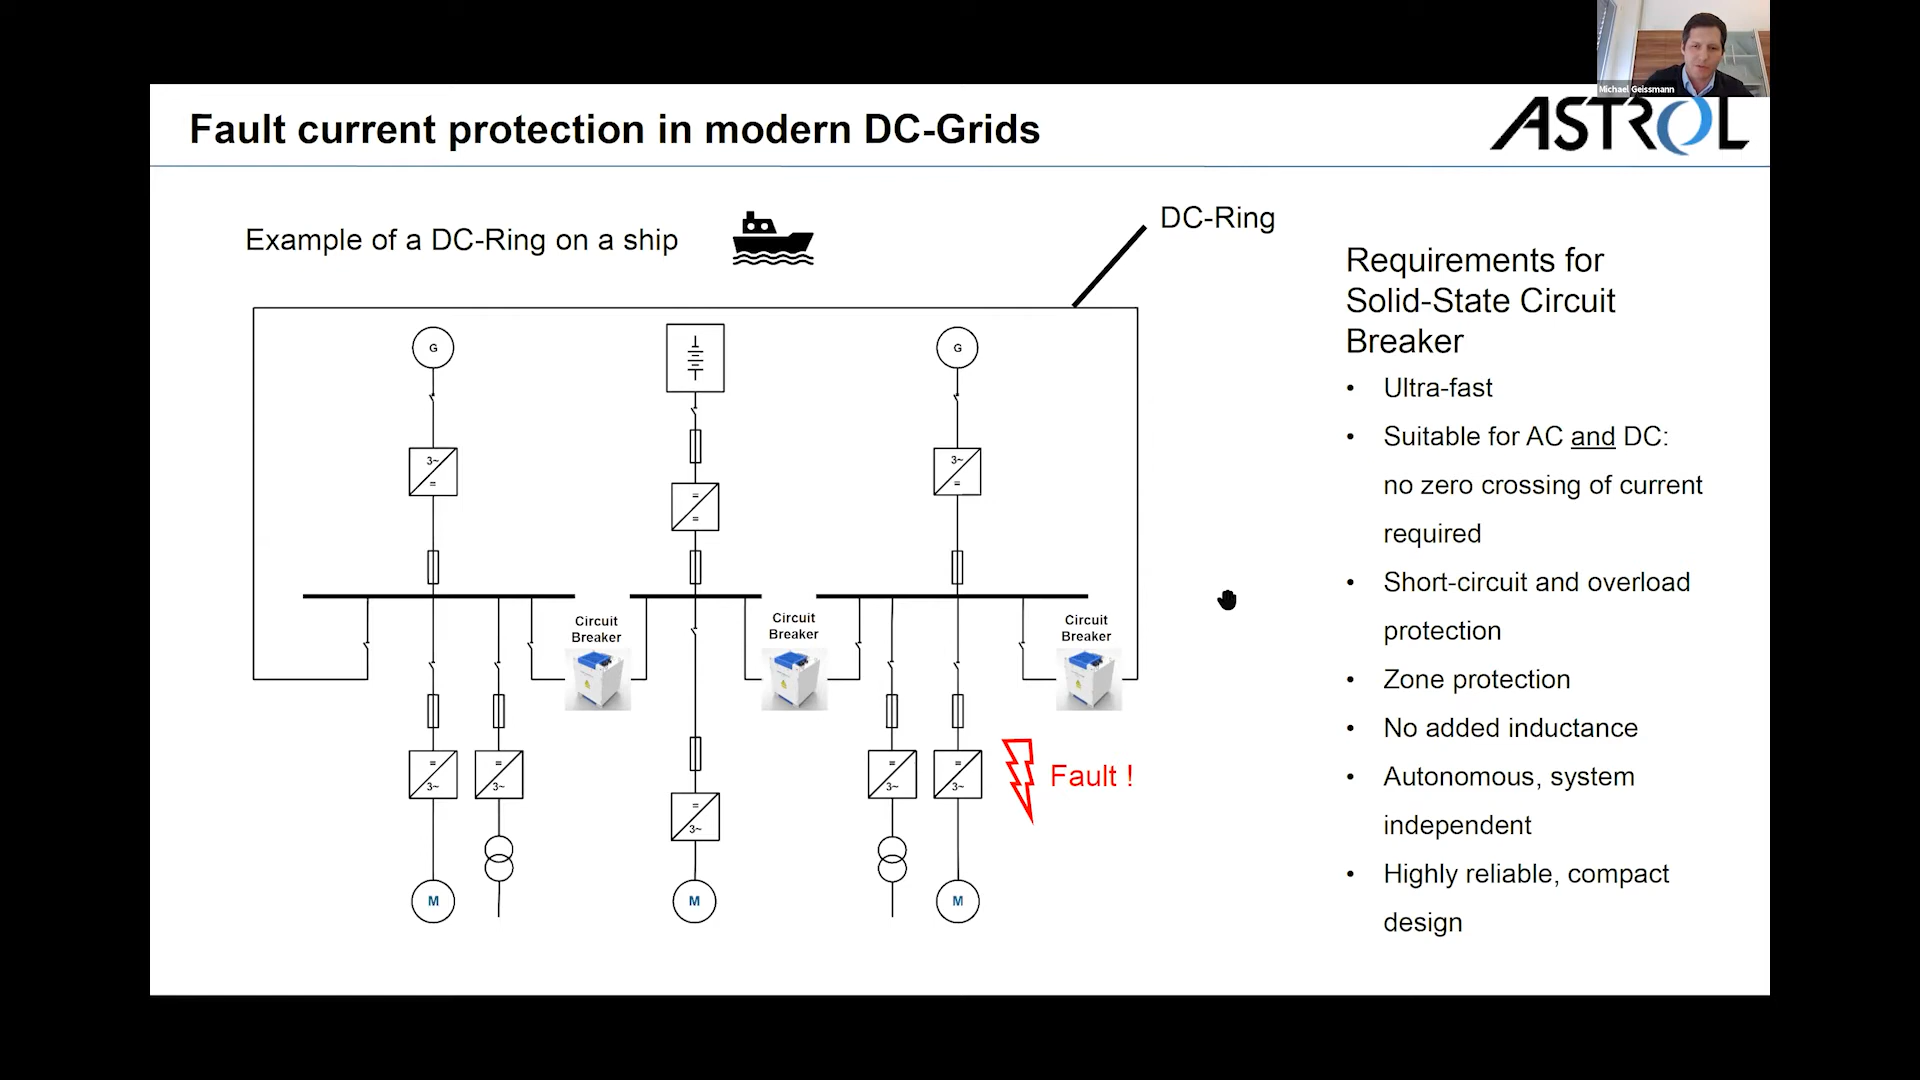 Michael Geissmann
Fault current protection in modern DC-Grids
ASTROL
Example of a DC-Ring on a ship
DC-Ring
Requirements for
Solid-State Circuit
Breaker
• Ultra-fast
• Suitable for AC and DC:
no zero crossing of current
required
• Short-circuit and overload
protection
• Zone protection
• No added inductance
• Autonomous, system
independent
• Highly reliable, compact
design
G
G
3~
=
=
=
3~
=
Circuit
Breaker
Circuit
Breaker
Circuit
Breaker
=
3~
=
3~
=
3~
=
3~
=
3~
Fault !
M
M
M